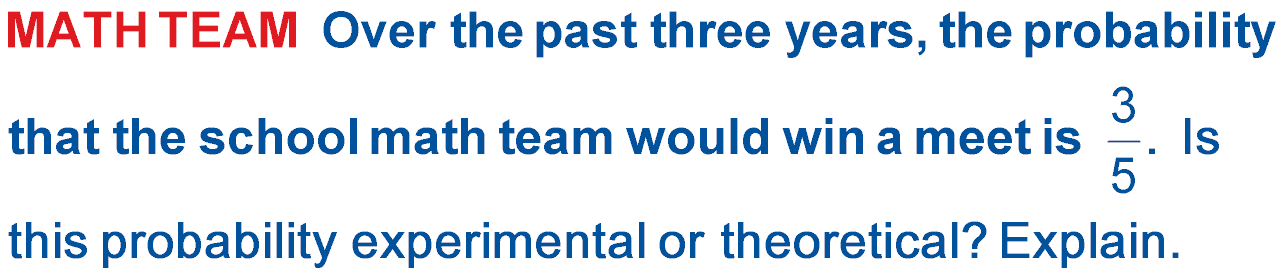 MATH TEAM Over the past three years, the probability
that the school math team would win a meet is 3/5. Is
this probability experimental or theoretical? Explain.